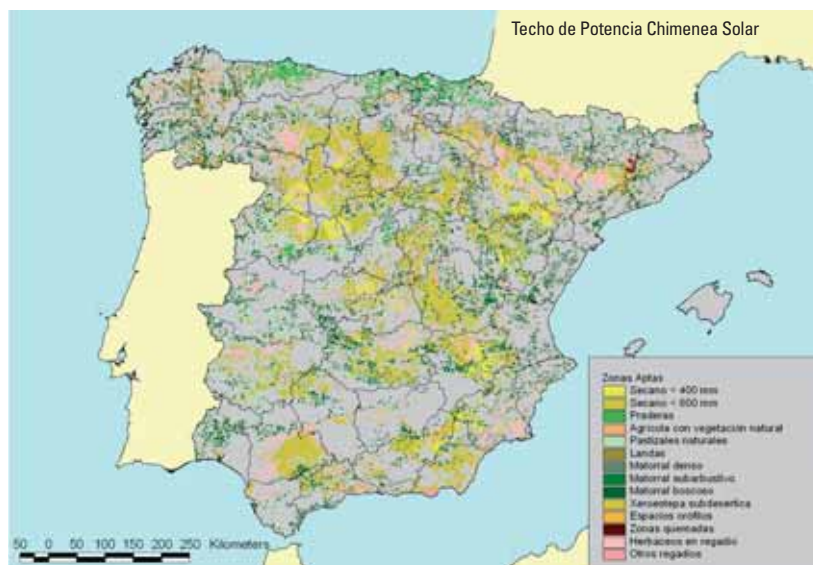 Techo de Potencia Chimenea Solar
Zonas Aptas
Secano < 400 mm
Secano < 600 mm
Praderas
Agrícola con vegetación natural
Pastizales naturales
Landas
Matorral denso
Matorral subarbustivo
Matorral boscoso
Xeroestepa subdesértica
Espacios orófilos
Zonas quemadas
Herbáceos en regadío
Otros regadíos
50 0 50 100 150 200 250 Kilometers